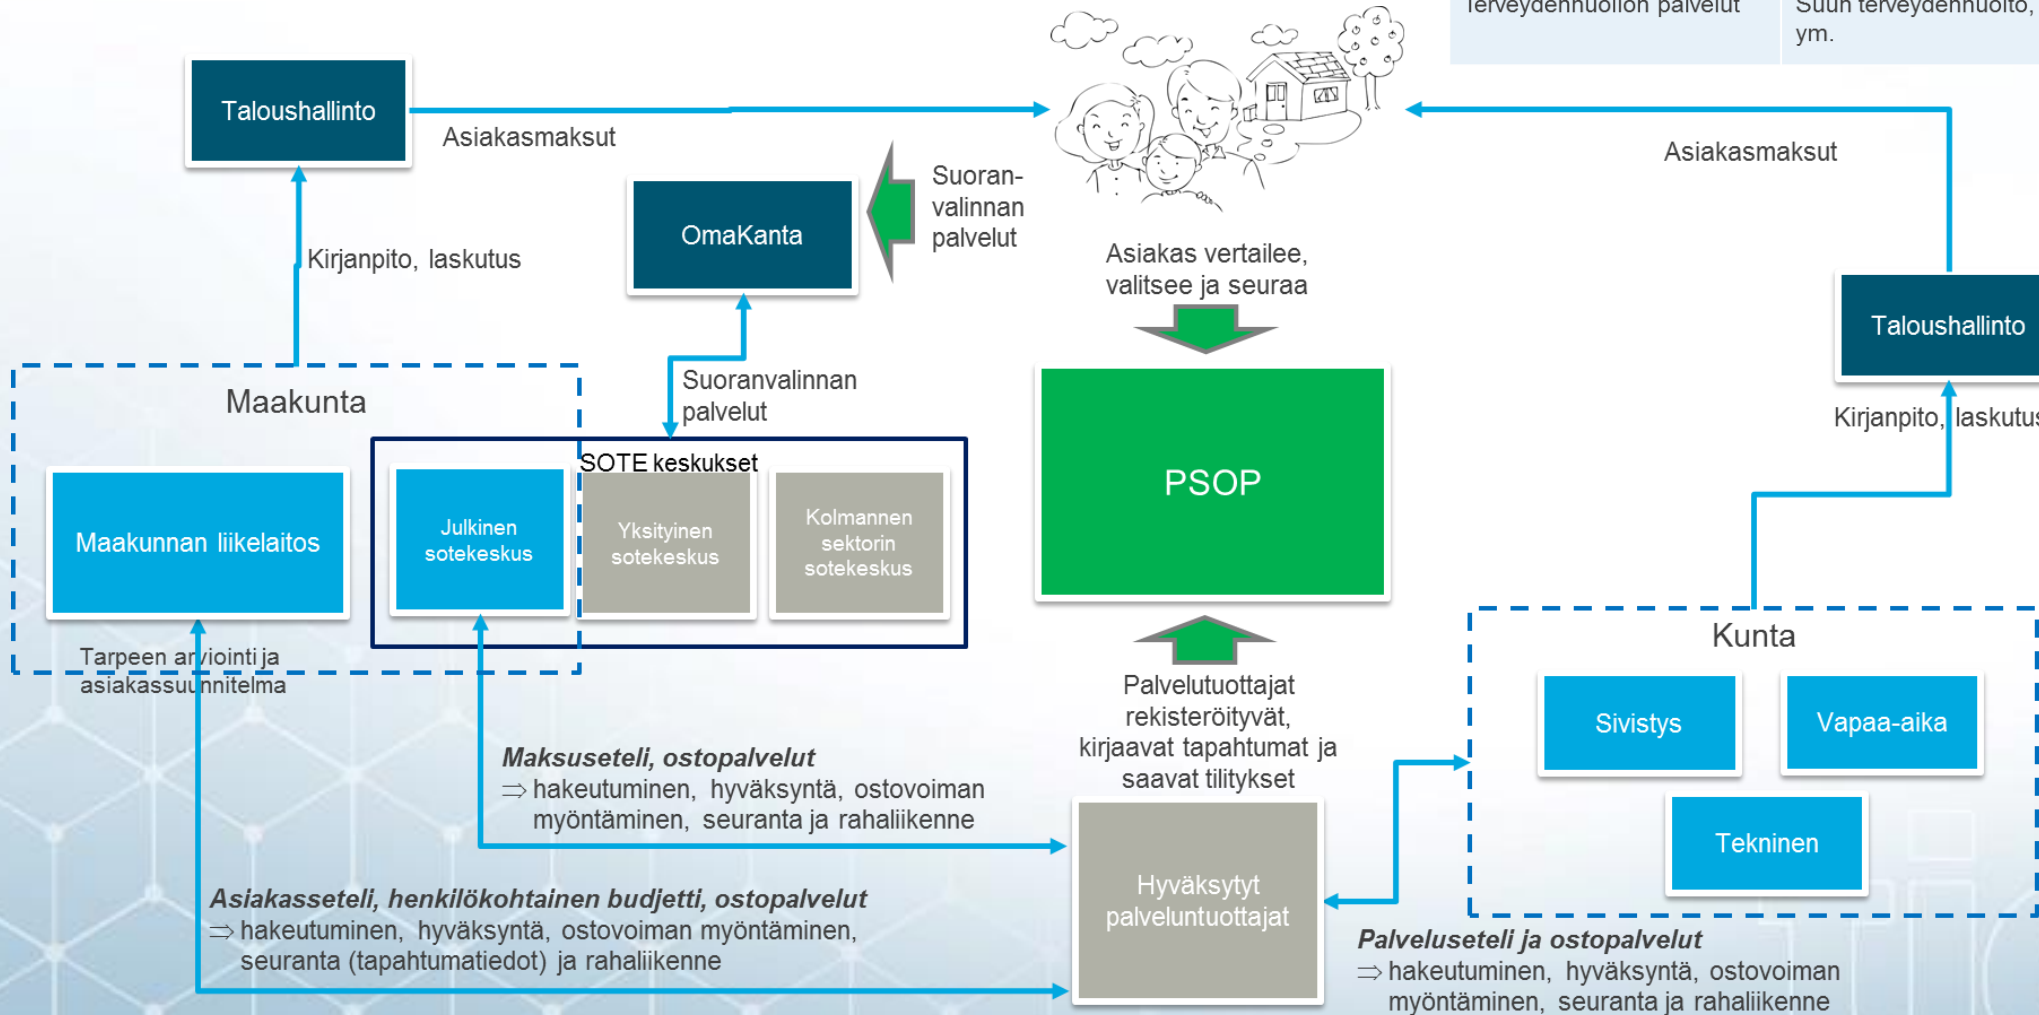 Terveydenhuollon palvelut
Suun terveydenhuolto,
ym.
Taloushallinto
Asiakasmaksut
Asiakasmaksut
Suoran-
valinnan
palvelut
OmaKanta
Kirjanpito, laskutus
Asiakas vertailee,
valitsee ja seuraa
Taloushallinto
Suoranvalinnan
palvelut
Maakunta
Kirjanpito, laskutus
SOTE keskukset
PSOP
Maakunnan liikelaitos
Julkinen
sotekeskus
Yksityinen
sotekeskus
Kolmannen
sektorin
sotekeskus
Tarpeen arviointi ja
asiakassuunnitelma
Kunta
Sivistys
Vapaa-aika
Tekninen
Palvelutuottajat
rekisteröityvät,
kirjaavat tapahtumat ja
saavat tilitykset
Maksuseteli, ostopalvelut
⇒ hakeutuminen, hyväksyntä, ostovoiman
myöntäminen, seuranta ja rahaliikenne
Hyväksytyt
palveluntuottajat
Asiakasseteli, henkilökohtainen budjetti, ostopalvelut
⇒ hakeutuminen, hyväksyntä, ostovoiman myöntäminen,
seuranta (tapahtumatiedot) ja rahaliikenne
Palveluseteli ja ostopalvelut
⇒ hakeutuminen, hyväksyntä, ostovoiman
myöntäminen, seuranta ja rahaliikenne